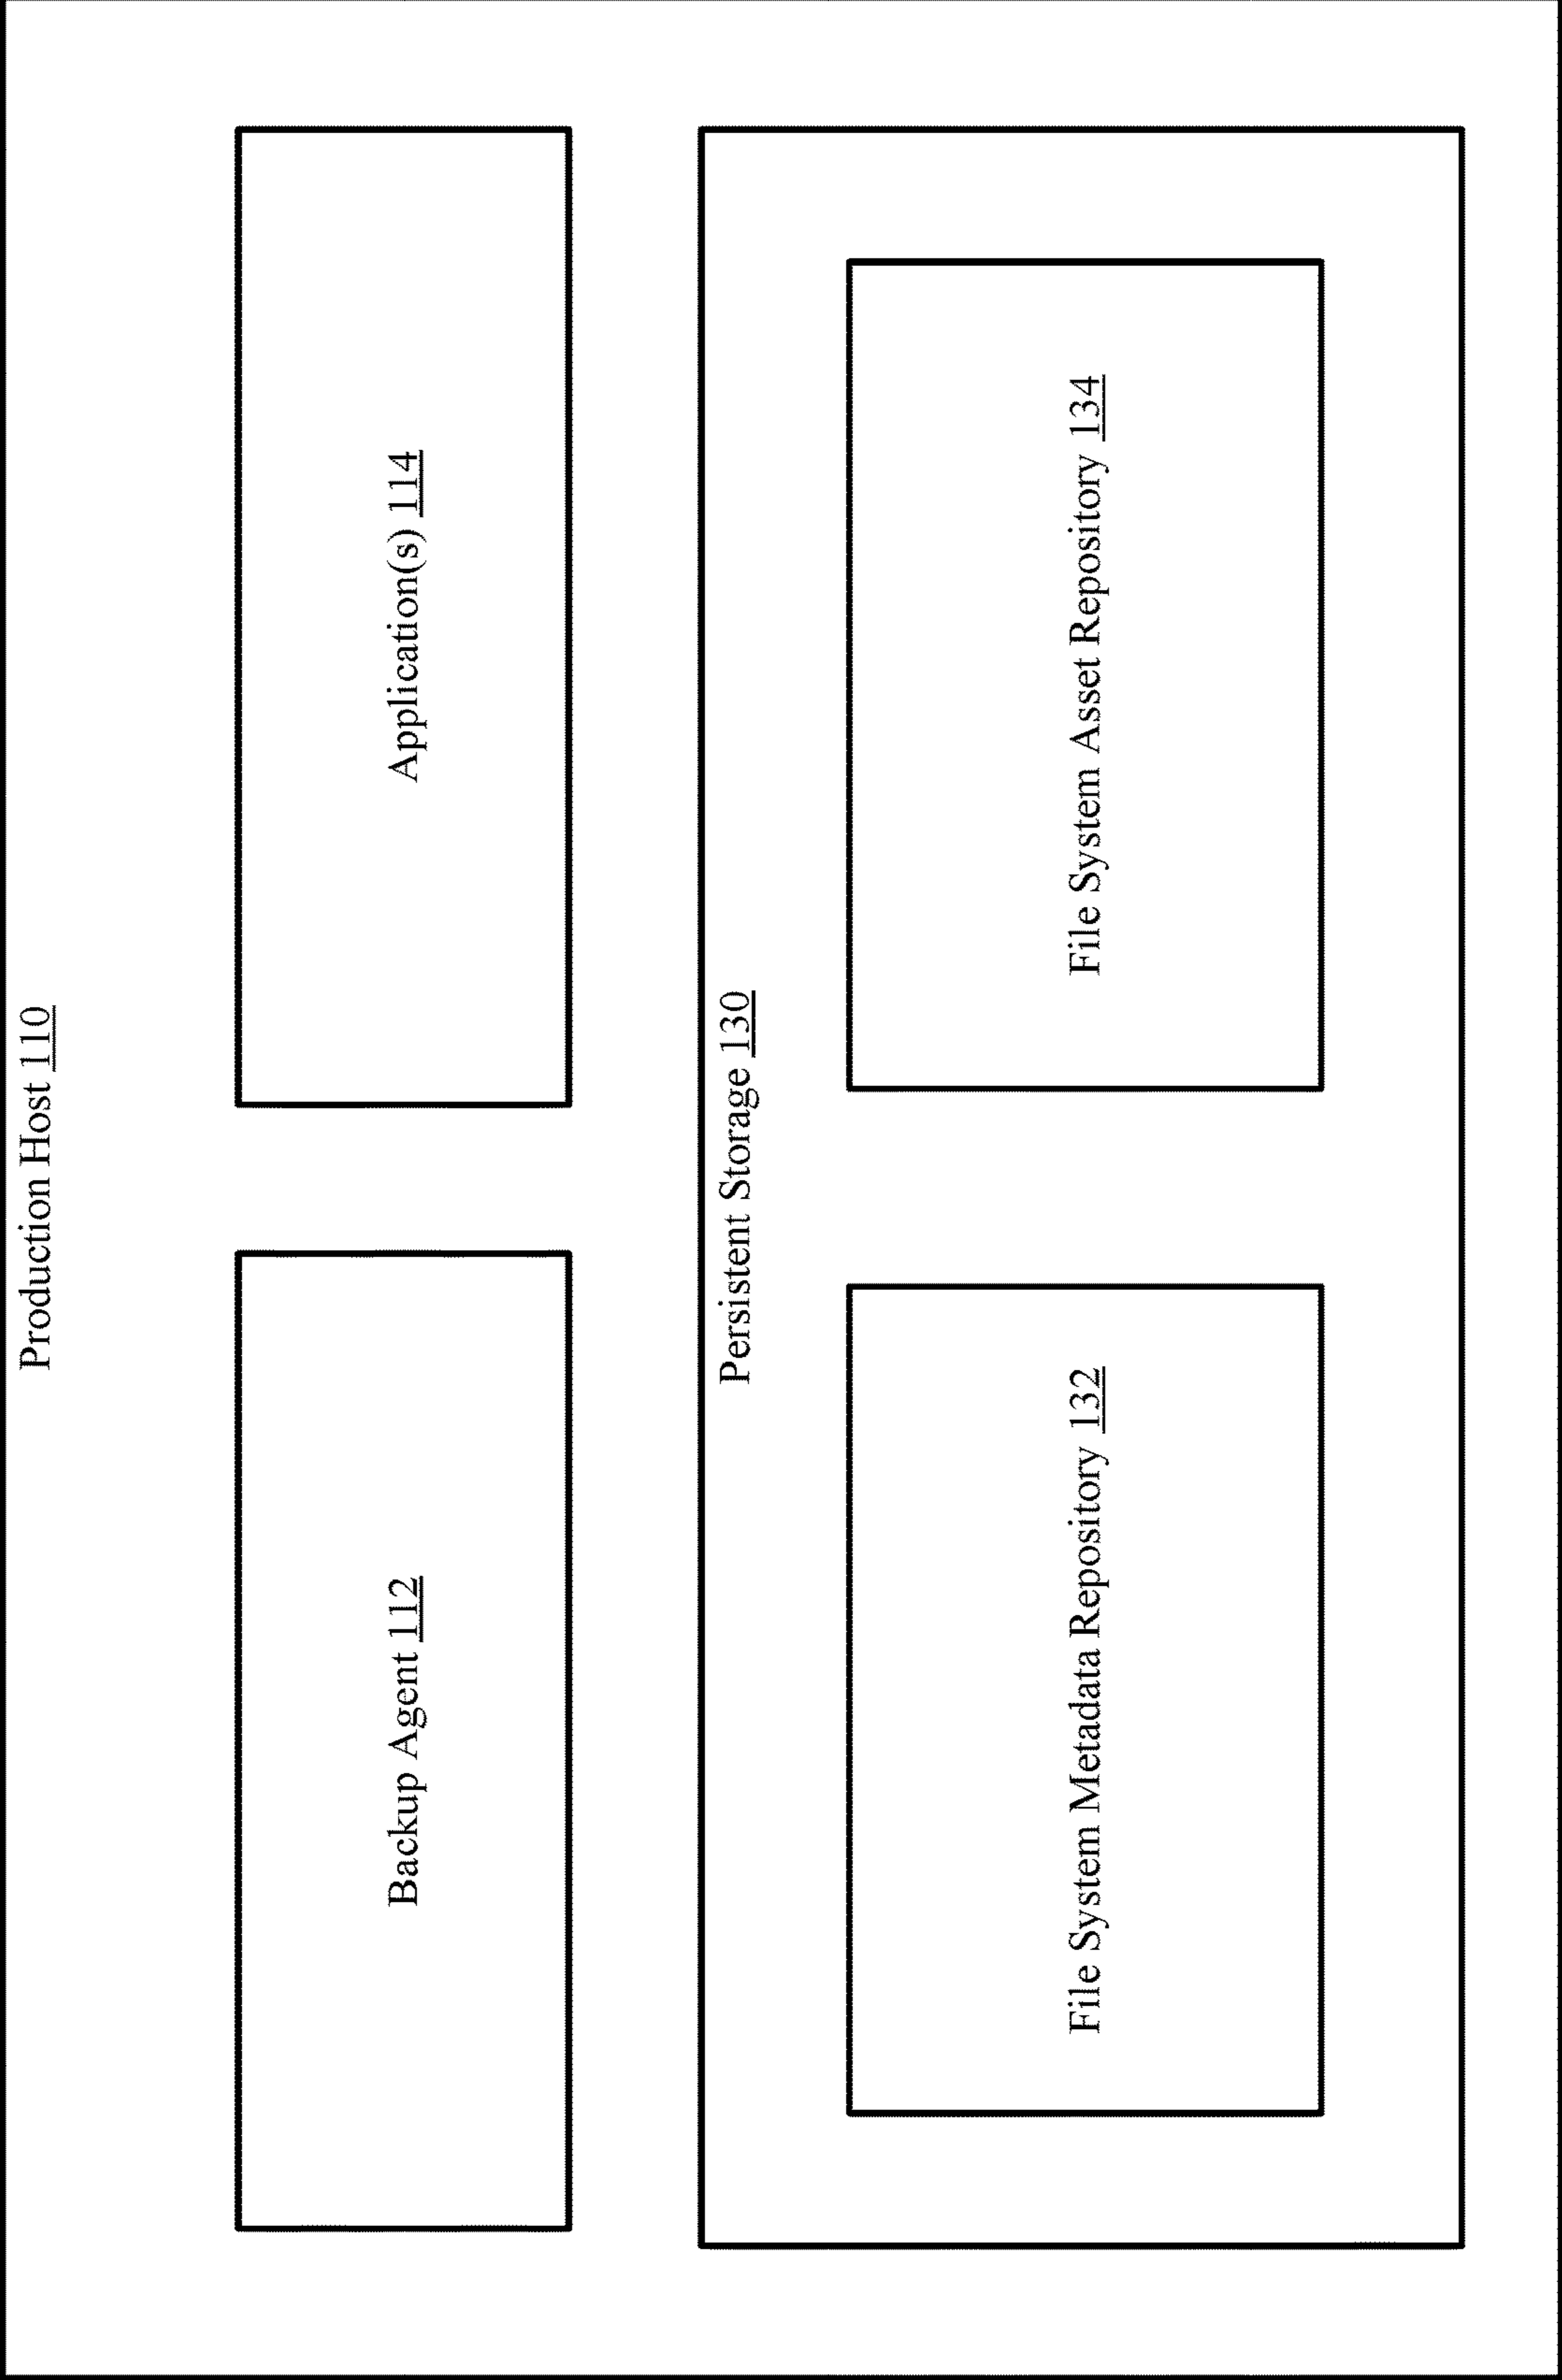 Production Host 110
Backup Agent 112
Application(s) 114
Persistent Storage 130
File System Metadata Repository 132
File System Asset Repository 134